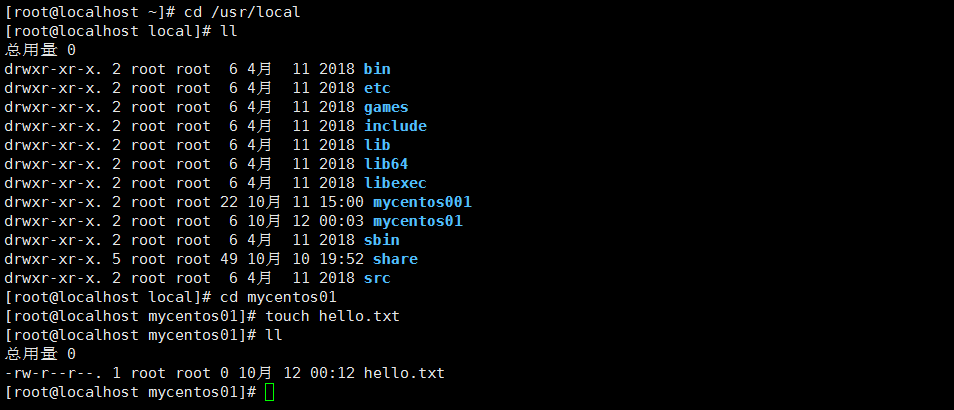 [root@localhost ~]# cd /usr/local
[root@localhost local]# ll
总用量 0
drwxr-xr-x. 2 root root  6 4月  11 2018 bin
drwxr-xr-x. 2 root root  6 4月  11 2018 etc
drwxr-xr-x. 2 root root  6 4月  11 2018 games
drwxr-xr-x. 2 root root  6 4月  11 2018 include
drwxr-xr-x. 2 root root  6 4月  11 2018 lib
drwxr-xr-x. 2 root root  6 4月  11 2018 lib64
drwxr-xr-x. 2 root root  6 4月  11 2018 libexec
drwxr-xr-x. 2 root root 22 10月 11 15:00 mycentos001
drwxr-xr-x. 2 root root  6 10月 12 00:03 mycentos01
drwxr-xr-x. 2 root root  6 4月  11 2018 sbin
drwxr-xr-x. 5 root root 49 10月 10 19:52 share
drwxr-xr-x. 2 root root  6 4月  11 2018 src
[root@localhost local]# cd mycentos01
[root@localhost mycentos01]# touch hello.txt
[root@localhost mycentos01]# ll
总用量 0
-rw-r--r--. 1 root root 0 10月 12 00:12 hello.txt
[root@localhost mycentos01]#